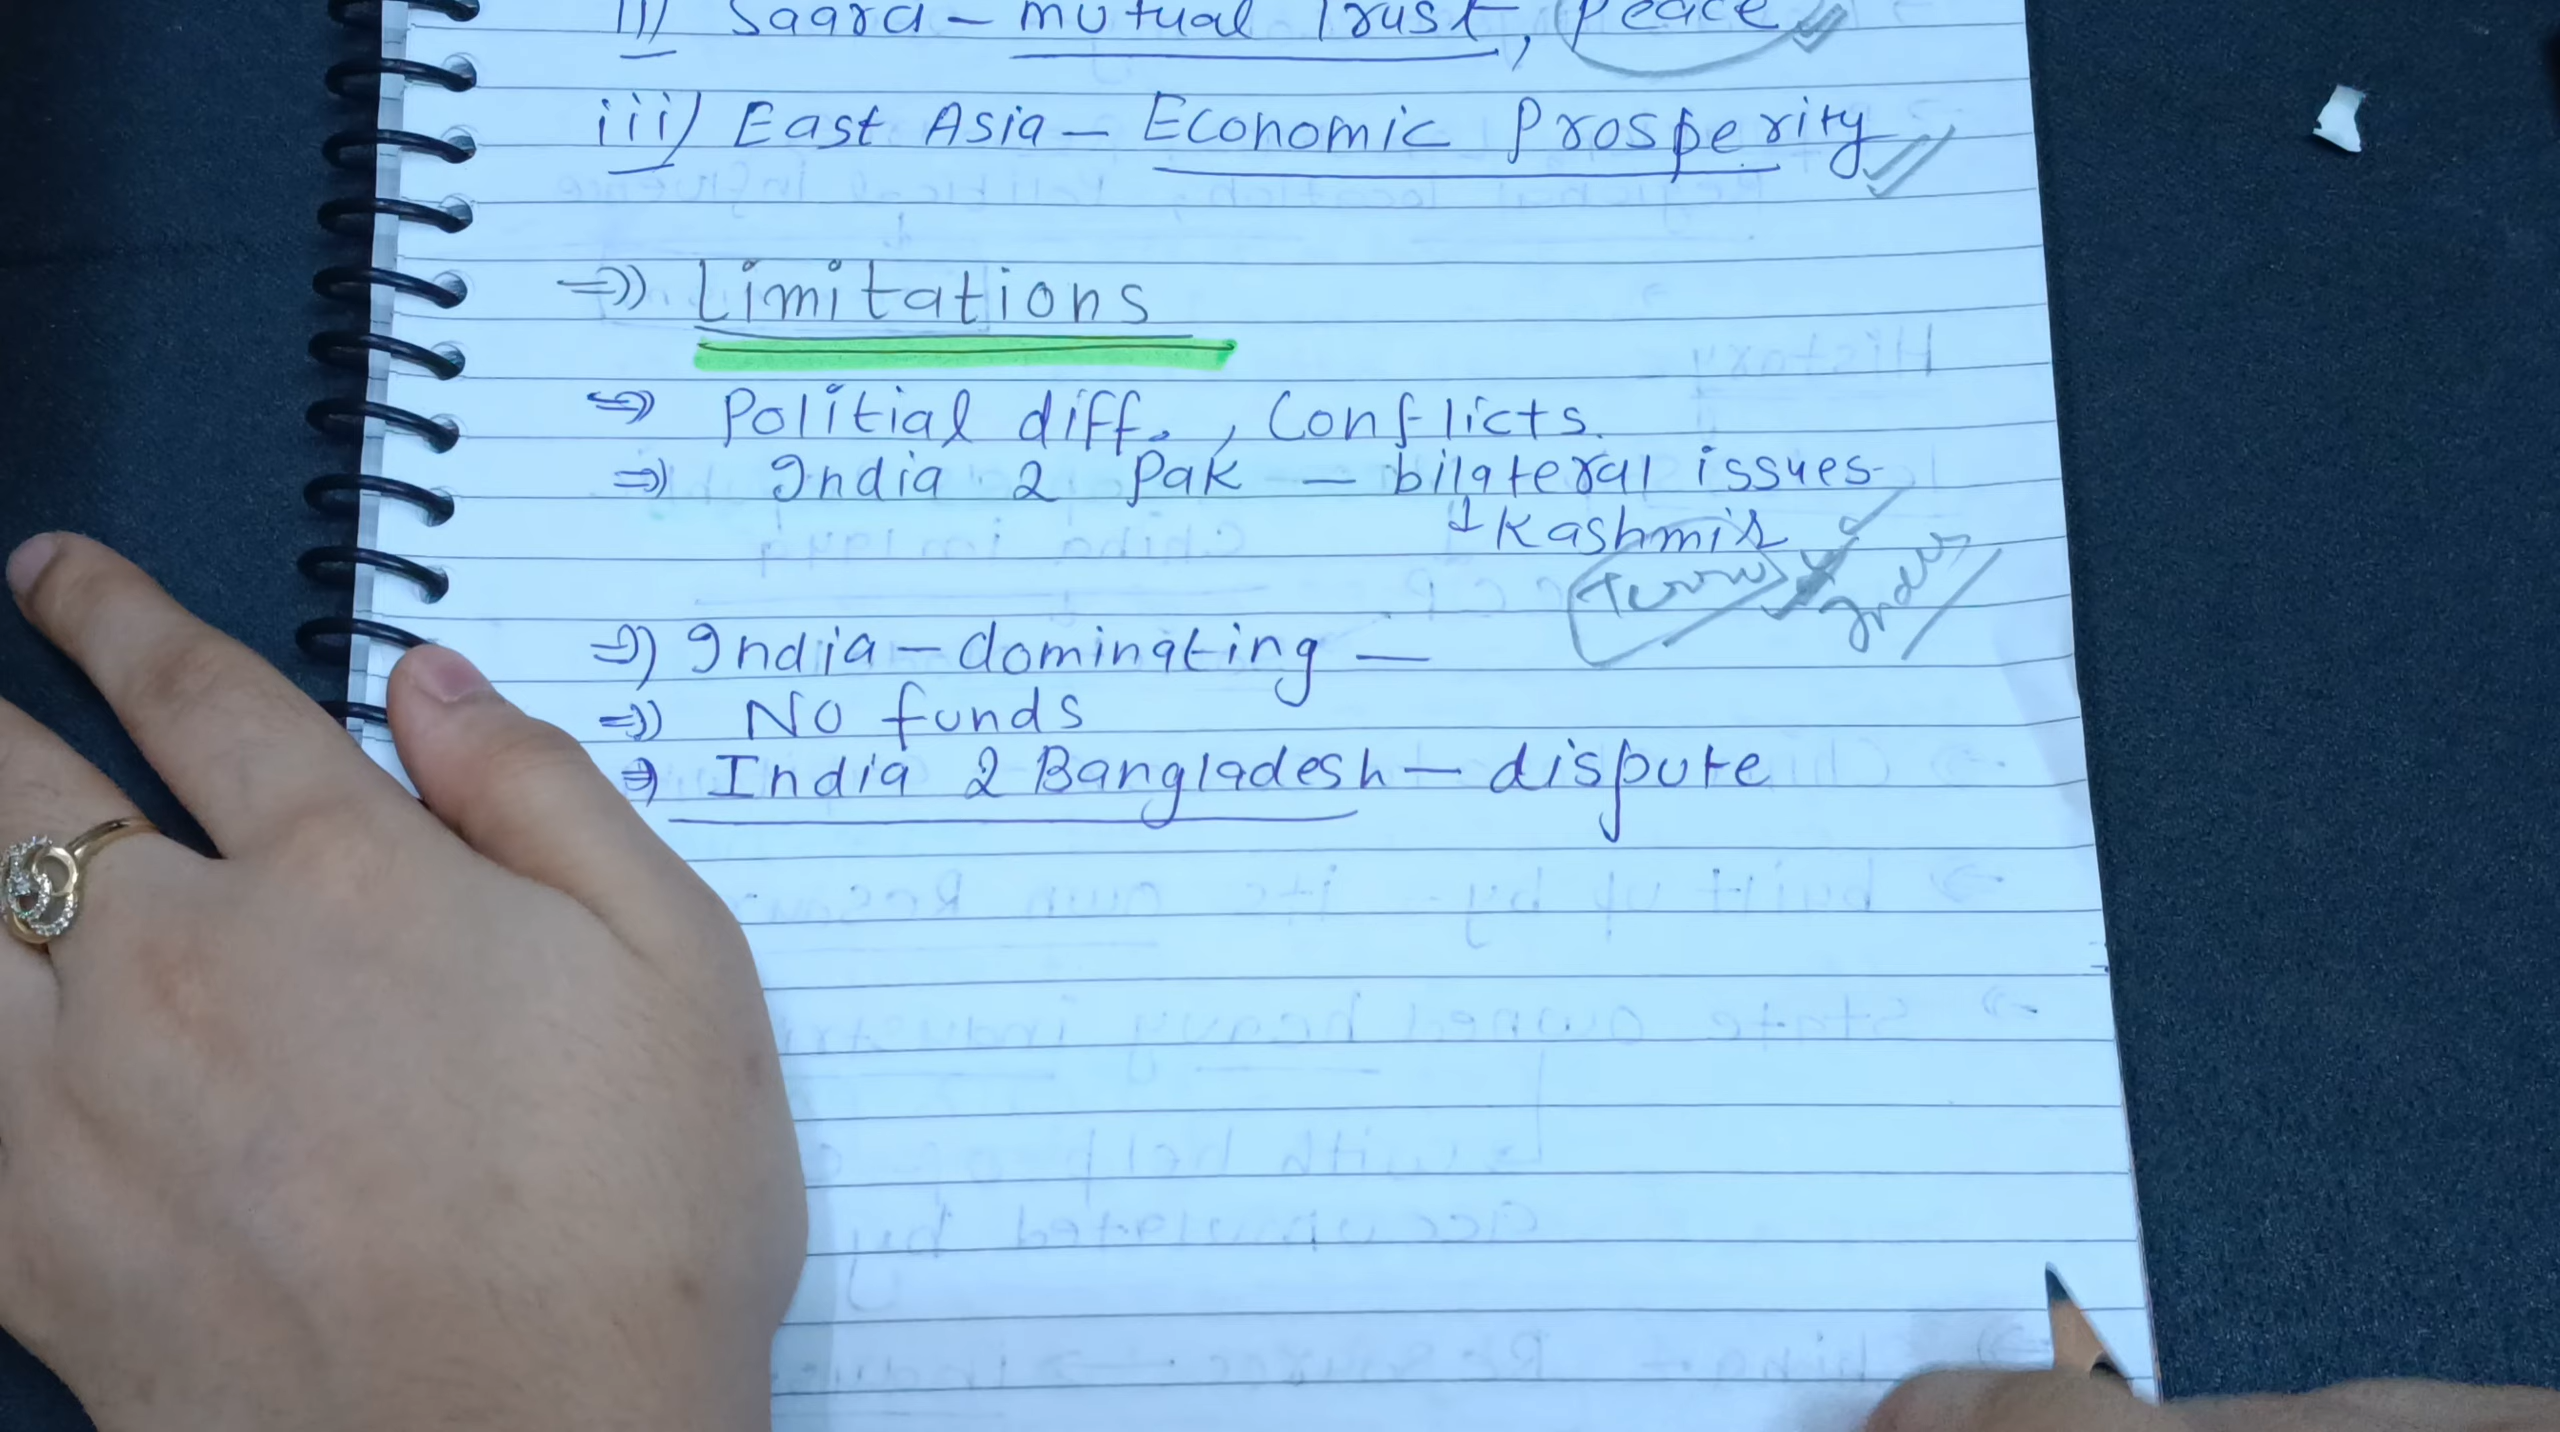 ii) Saarc - mutual Trust, Peace
iii) East Asia - Economic Prosperity
⇒ Limitations
⇒ Politial diff., Conflicts.
⇒ India 2 Pak - bilateral issues
Kashmir
⇒ India - dominating -
⇒ No funds
⇒ India 2 Bangladesh - dispute